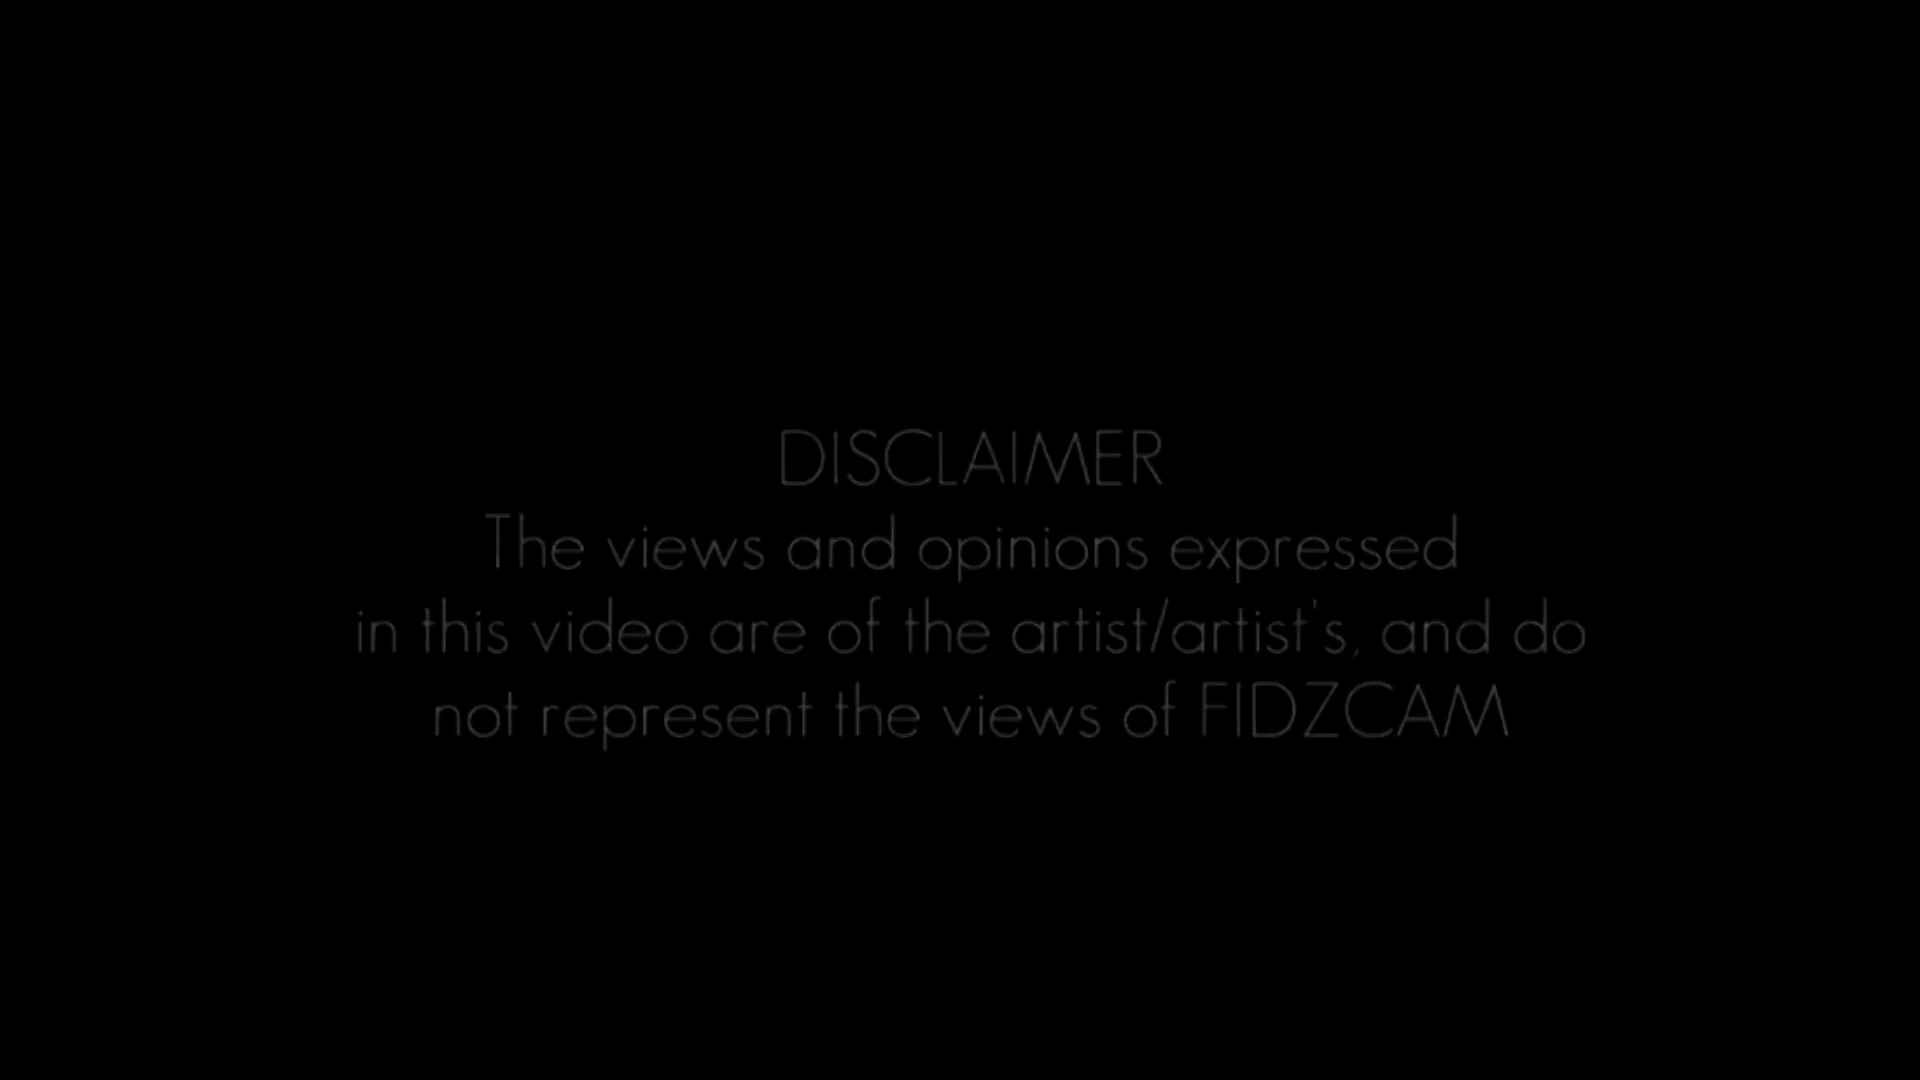 DISCLAIMER
The views and opinions expressed
in this video are of the artist/artist's, and do
not represent the views of FIDZCAM